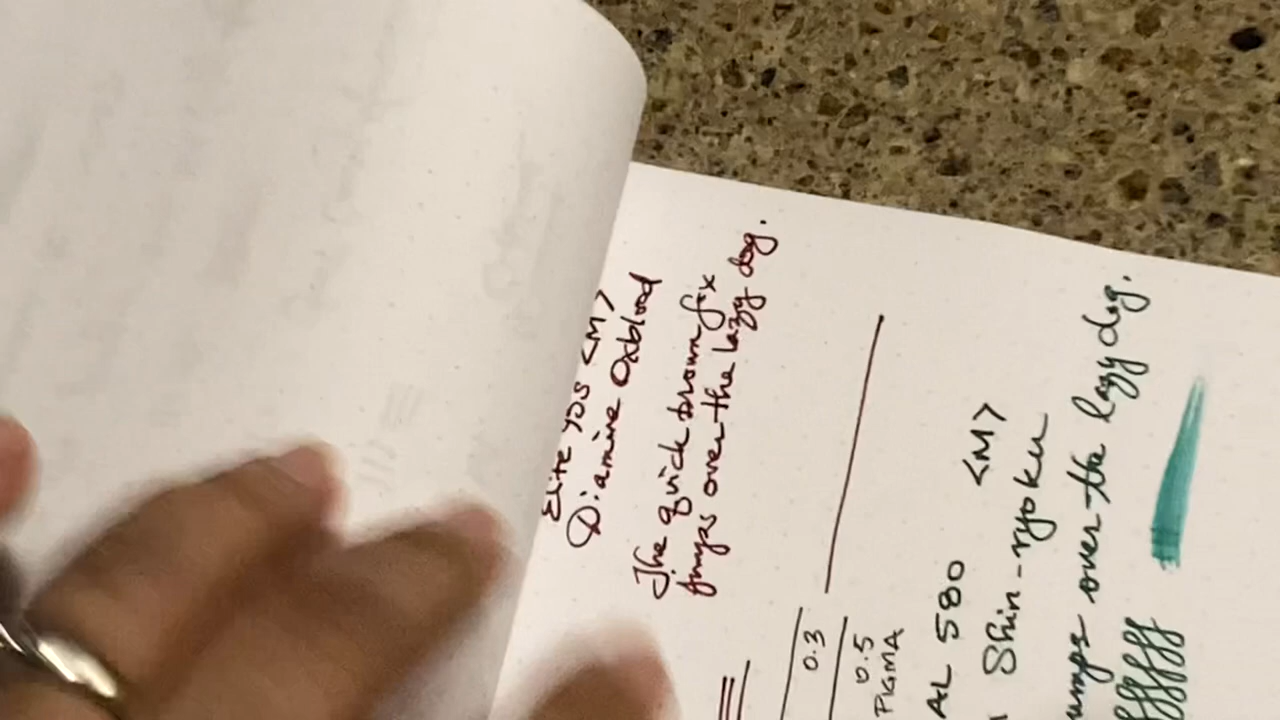 Elite 95s <M>
Diamine Oxblood
The quick brown fox
jumps over the lazy dog.
0.3
0.5
PIGMA
AL 580 <M>
Shin-ryoku
umps over the lazy dog.